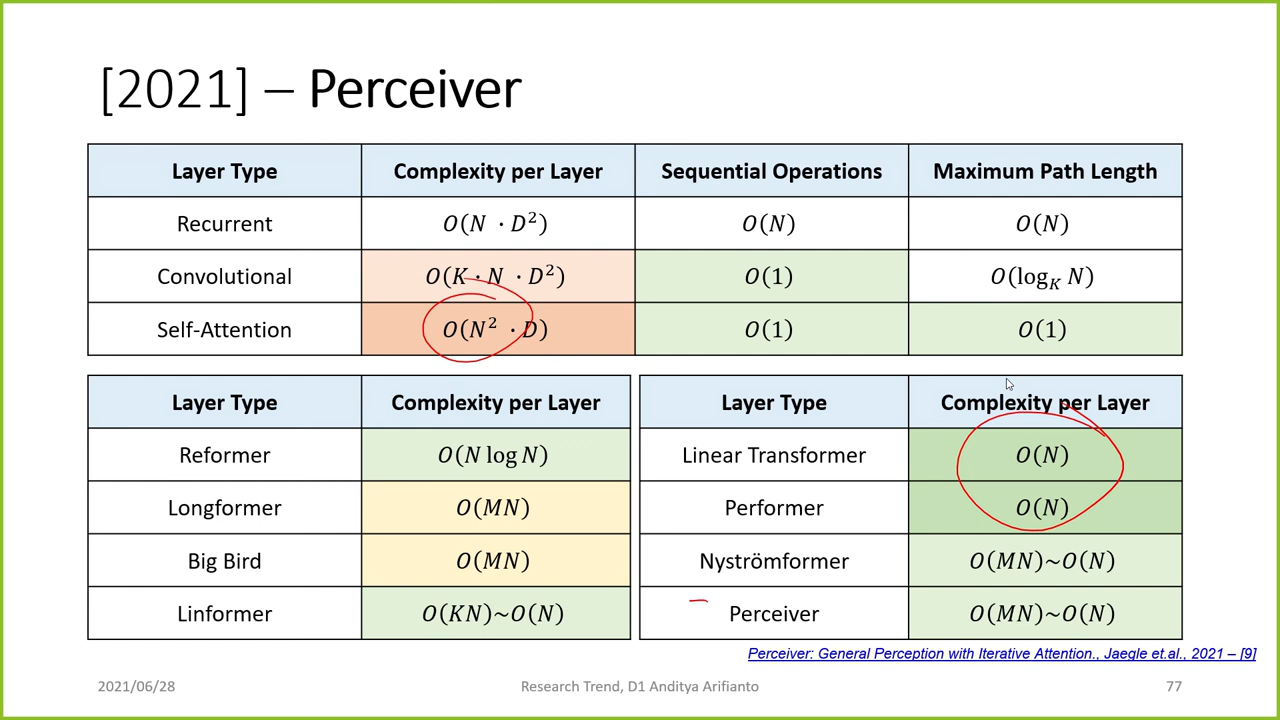 [2021] – Perceiver
Layer Type Complexity per Layer Sequential Operations Maximum Path Length
Recurrent O(N · D²) O(N) O(N)
Convolutional O(K · N · D²) O(1) O(log_K N)
Self-Attention O(N² · D) O(1) O(1)
Layer Type Complexity per Layer
Reformer O(N log N)
Longformer O(MN)
Big Bird O(MN)
Linformer O(KN)~O(N)
Layer Type Complexity per Layer
Linear Transformer O(N)
Performer O(N)
Nyströmformer O(MN)~O(N)
Perceiver O(MN)~O(N)
Perceiver: General Perception with Iterative Attention., Jaegle et.al., 2021 – [9]
2021/06/28 Research Trend, D1 Anditya Arifianto 77